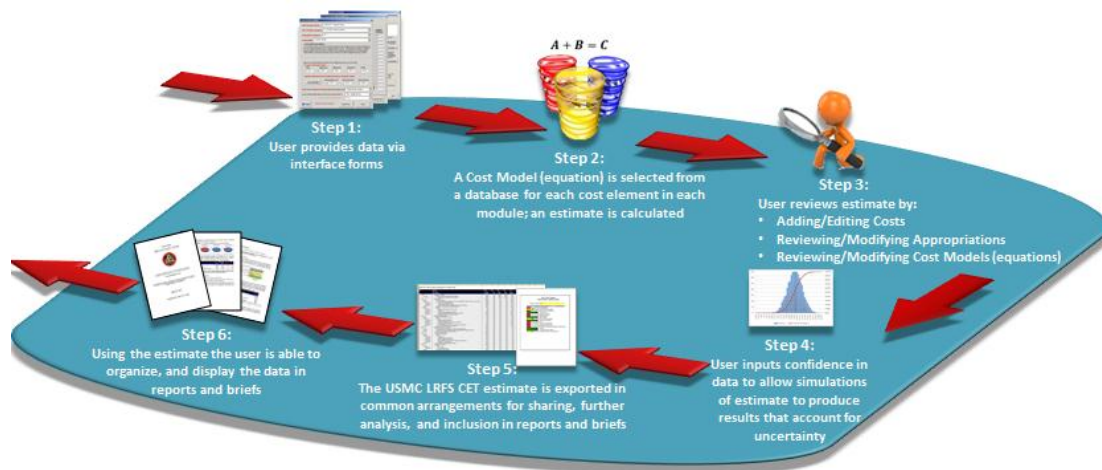 A + B = C
Step 1:
User provides data via
interface forms
Step 2:
A Cost Model (equation) is selected from
a database for each cost element in each
module; an estimate is calculated
Step 3:
User reviews estimate by:
• Adding/Editing Costs
• Reviewing/Modifying Appropriations
• Reviewing/Modifying Cost Models (equations)
Step 4:
User inputs confidence in
data to allow simulations
of estimate to produce
results that account for
uncertainty
Step 5:
The USMC LRFS CET estimate is exported in
common arrangements for sharing, further
analysis, and inclusion in reports and briefs
Step 6:
Using the estimate the user is able to
organize, and display the data in
reports and briefs